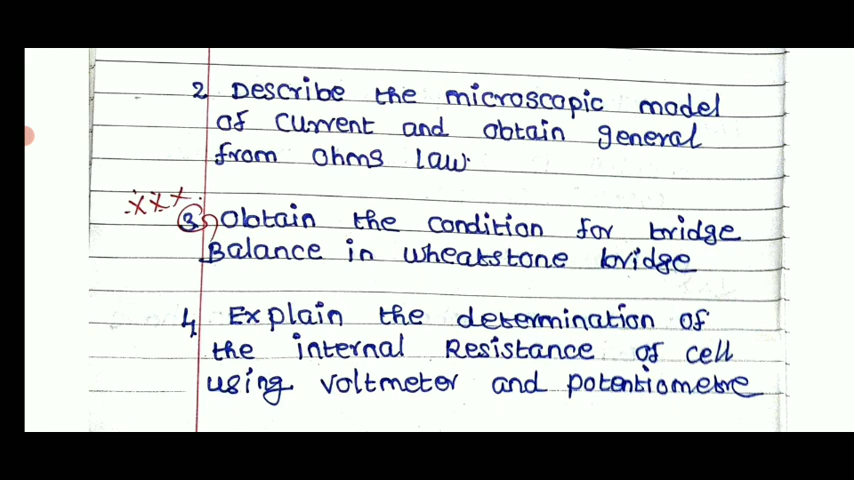 2 Describe the microscopic model
of current and obtain general
from ohms law.
xxx
3) Obtain the condition for bridge
Balance in wheatstone bridge
4, Explain the determination of
the internal Resistance of cell
using voltmeter and potentiometre